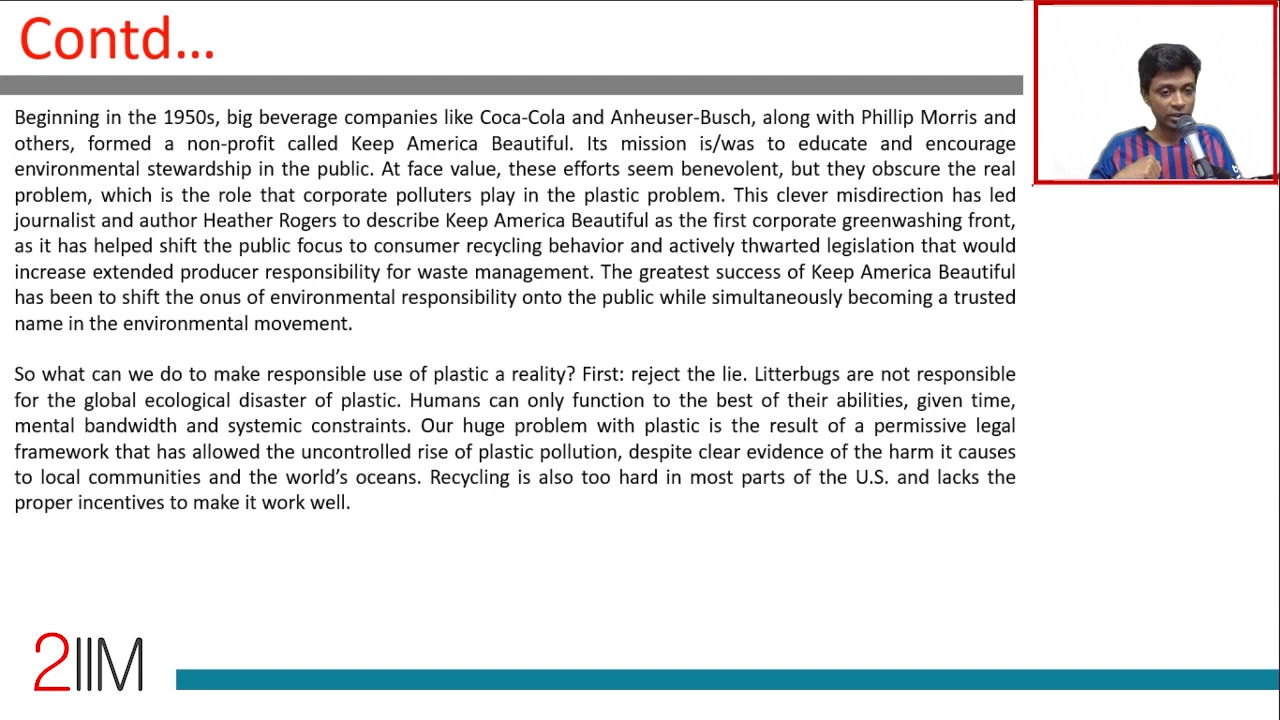 Contd...
Beginning in the 1950s, big beverage companies like Coca-Cola and Anheuser-Busch, along with Phillip Morris and
others, formed a non-profit called Keep America Beautiful. Its mission is/was to educate and encourage
environmental stewardship in the public. At face value, these efforts seem benevolent, but they obscure the real
problem, which is the role that corporate polluters play in the plastic problem. This clever misdirection has led
journalist and author Heather Rogers to describe Keep America Beautiful as the first corporate greenwashing front,
as it has helped shift the public focus to consumer recycling behavior and actively thwarted legislation that would
increase extended producer responsibility for waste management. The greatest success of Keep America Beautiful
has been to shift the onus of environmental responsibility onto the public while simultaneously becoming a trusted
name in the environmental movement.
So what can we do to make responsible use of plastic a reality? First: reject the lie. Litterbugs are not responsible
for the global ecological disaster of plastic. Humans can only function to the best of their abilities, given time,
mental bandwidth and systemic constraints. Our huge problem with plastic is the result of a permissive legal
framework that has allowed the uncontrolled rise of plastic pollution, despite clear evidence of the harm it causes
to local communities and the world’s oceans. Recycling is also too hard in most parts of the U.S. and lacks the
proper incentives to make it work well.
2IIM